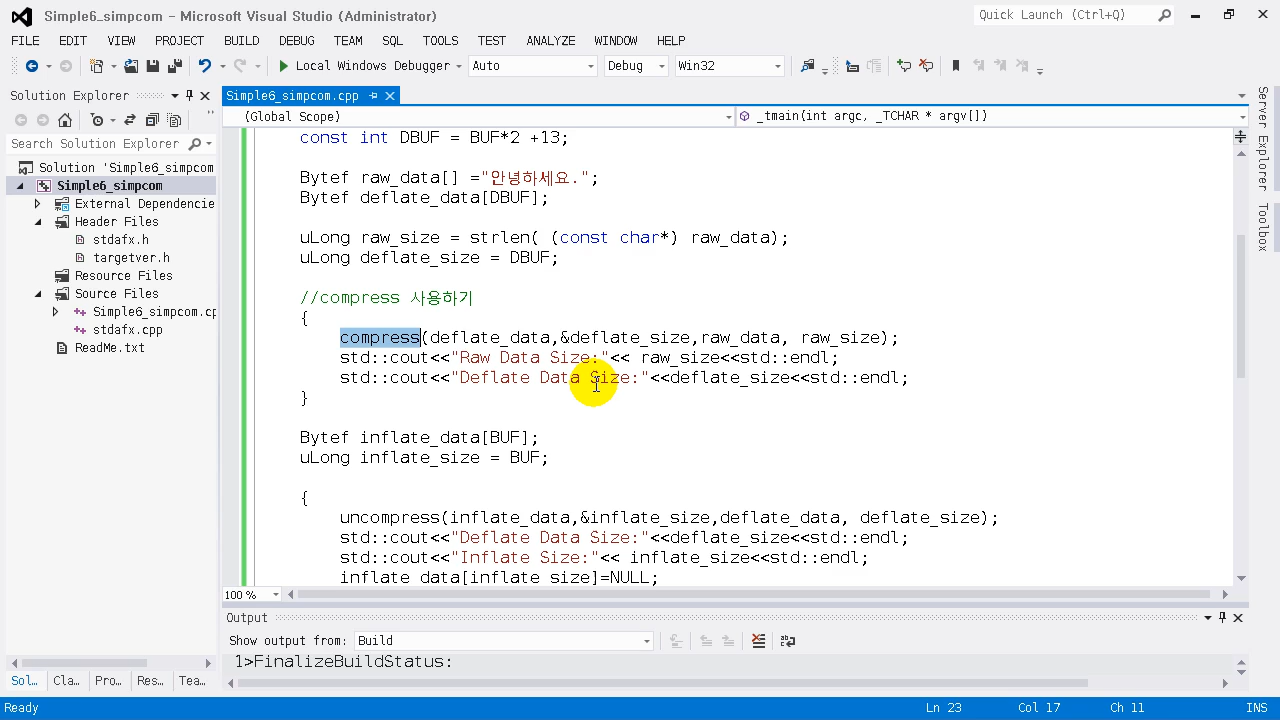 Simple6_simpcom - Microsoft Visual Studio (Administrator)
Quick Launch (Ctrl+Q)
FILE EDIT VIEW PROJECT BUILD DEBUG TEAM SQL TOOLS TEST ANALYZE WINDOW HELP
Local Windows Debugger Auto Debug Win32
Solution Explorer
Simple6_simpcom.cpp
(Global Scope)
_tmain(int argc, _TCHAR * argv[])
Search Solution Explorer
Solution 'Simple6_simpcom
Simple6_simpcom
External Dependencie
Header Files
stdafx.h
targetver.h
Resource Files
Source Files
Simple6_simpcom.cp
stdafx.cpp
ReadMe.txt
Sol... Cla... Pro... Res... Tea...
const int DBUF = BUF*2 +13;
Bytef raw_data[] ="안녕하세요.";
Bytef deflate_data[DBUF];
uLong raw_size = strlen( (const char*) raw_data);
uLong deflate_size = DBUF;
//compress 사용하기
{
compress(deflate_data,&deflate_size,raw_data, raw_size);
std::cout<<"Raw Data Size:"<< raw_size<<std::endl;
std::cout<<"Deflate Data Size:"<<deflate_size<<std::endl;
}
Bytef inflate_data[BUF];
uLong inflate_size = BUF;
{
uncompress(inflate_data,&inflate_size,deflate_data, deflate_size);
std::cout<<"Deflate Data Size:"<<deflate_size<<std::endl;
std::cout<<"Inflate Size:"<< inflate_size<<std::endl;
inflate_data[inflate_size]=NULL;
100 %
Output
Show output from: Build
1>FinalizeBuildStatus:
Server Explorer
Toolbox
Ready
Ln 23 Col 17 Ch 11 INS